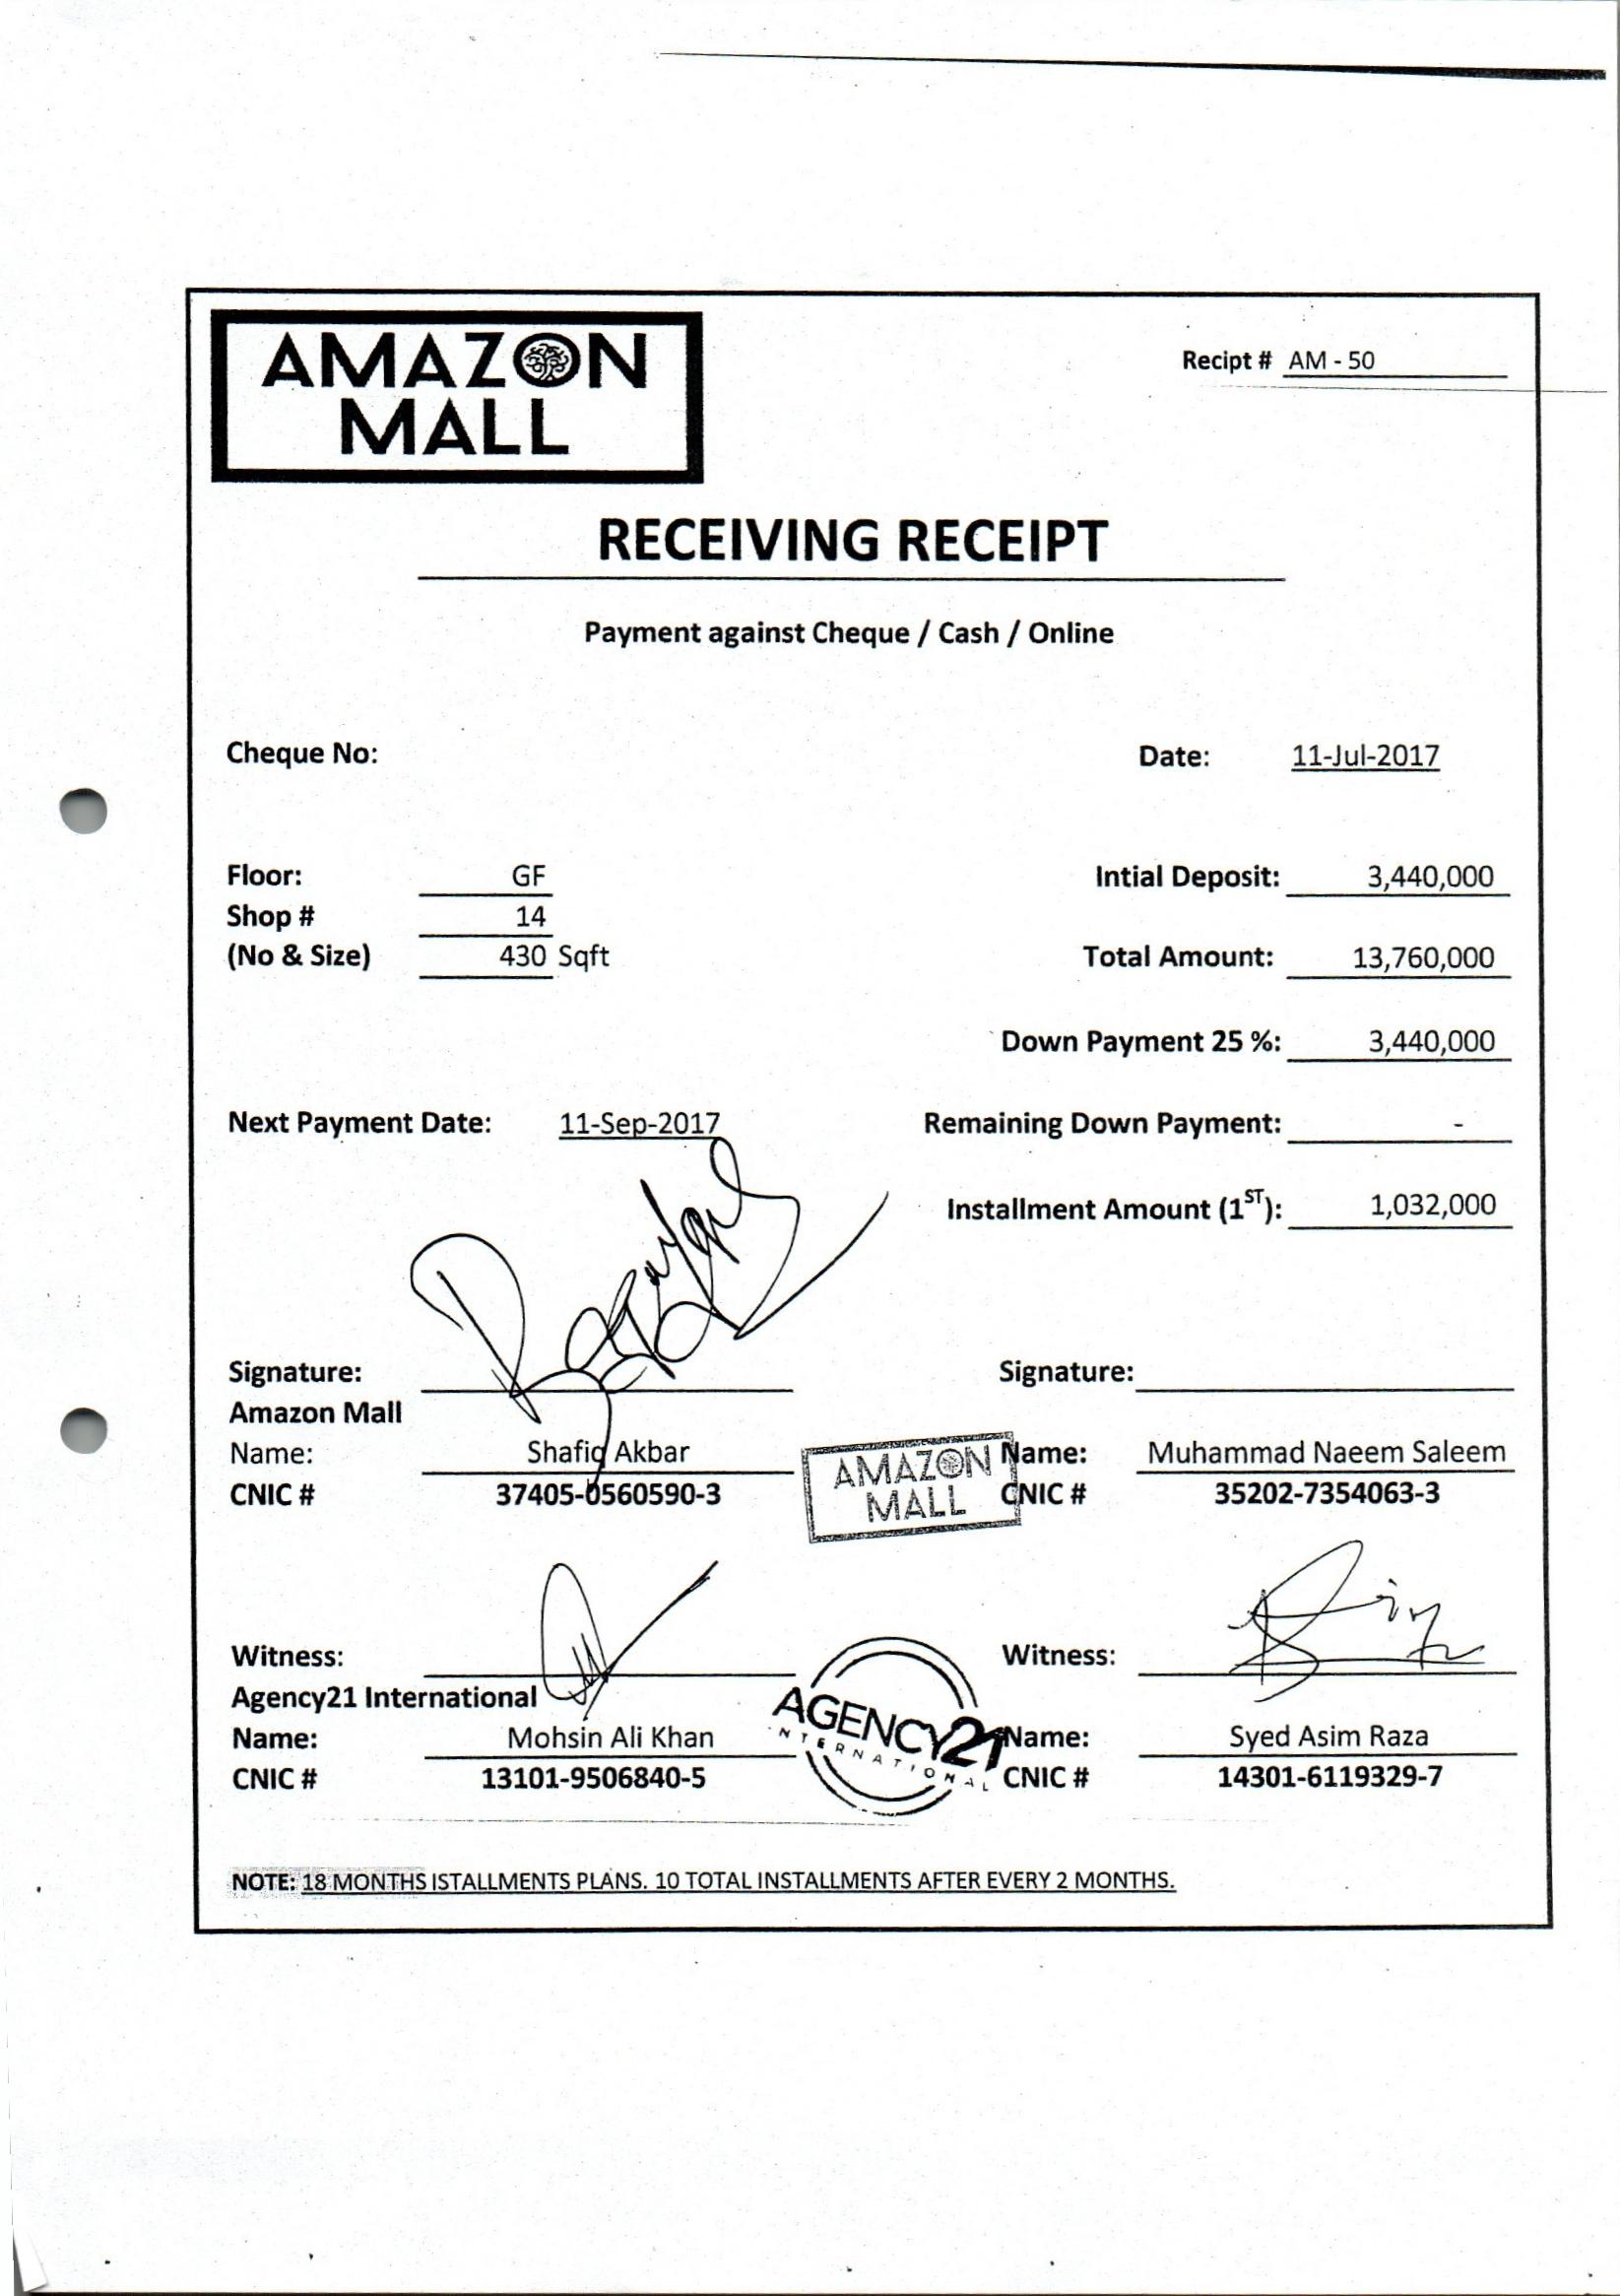 AMAZON
MALL
Recipt # AM - 50
RECEIVING RECEIPT
Payment against Cheque / Cash / Online
Cheque No:
Date: 11-Jul-2017
Floor: GF
Intial Deposit: 3,440,000
Shop # 14
(No & Size) 430 Sqft
Total Amount: 13,760,000
Down Payment 25 %: 3,440,000
Next Payment Date: 11-Sep-2017
Remaining Down Payment: -
Installment Amount (1ST): 1,032,000
Signature:
Signature:
Amazon Mall
Name: Shafiq Akbar
Name: Muhammad Naeem Saleem
CNIC # 37405-0560590-3
CNIC # 35202-7354063-3
AMAZON
MALL
Witness:
Witness:
Agency21 International
AGENCY21
INTERNATIONAL
Name: Mohsin Ali Khan
Name: Syed Asim Raza
CNIC # 13101-9506840-5
CNIC # 14301-6119329-7
NOTE: 18 MONTHS ISTALLMENTS PLANS. 10 TOTAL INSTALLMENTS AFTER EVERY 2 MONTHS.